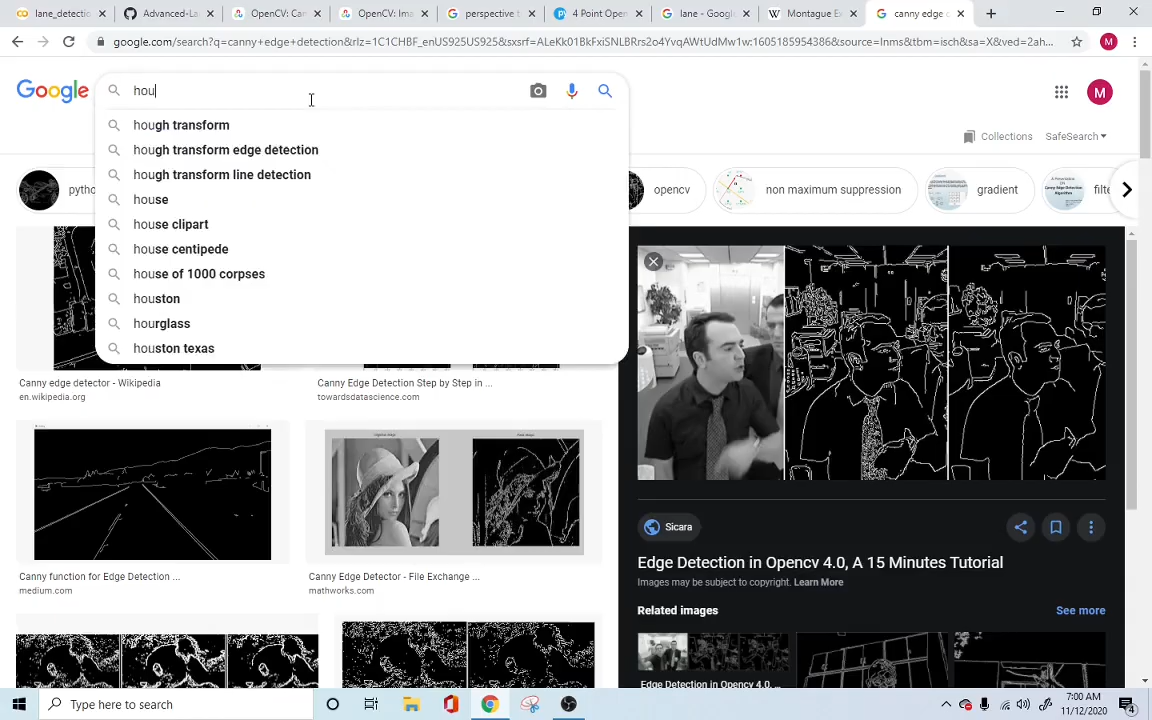 lane_detectio
Advanced-La
OpenCV: Can
OpenCV: Ima
perspective t
4 Point Open
lane - Googl
Montague Ex
canny edge d
google.com/search?q=canny+edge+detection&rlz=1C1CHBF_enUS925US925&sxsrf=ALeKk01BkFxiSNLBRrs2o4YvqAWtUdMw1w:1605185954386&source=lnms&tbm=isch&sa=X&ved=2ah...
M
Google
hou
M
hough transform
hough transform edge detection
hough transform line detection
house
house clipart
house centipede
house of 1000 corpses
houston
hourglass
houston texas
Collections
SafeSearch
pytho
opencv
non maximum suppression
gradient
filte
Canny edge detector - Wikipedia
en.wikipedia.org
Canny Edge Detection Step by Step in ...
towardsdatascience.com
Canny function for Edge Detection ...
medium.com
Canny Edge Detector - File Exchange ...
mathworks.com
Sicara
Edge Detection in Opencv 4.0, A 15 Minutes Tutorial
Images may be subject to copyright. Learn More
Related images
See more
Edge Detection in Opencv 4.0, ...
Type here to search
7:00 AM
11/12/2020
4